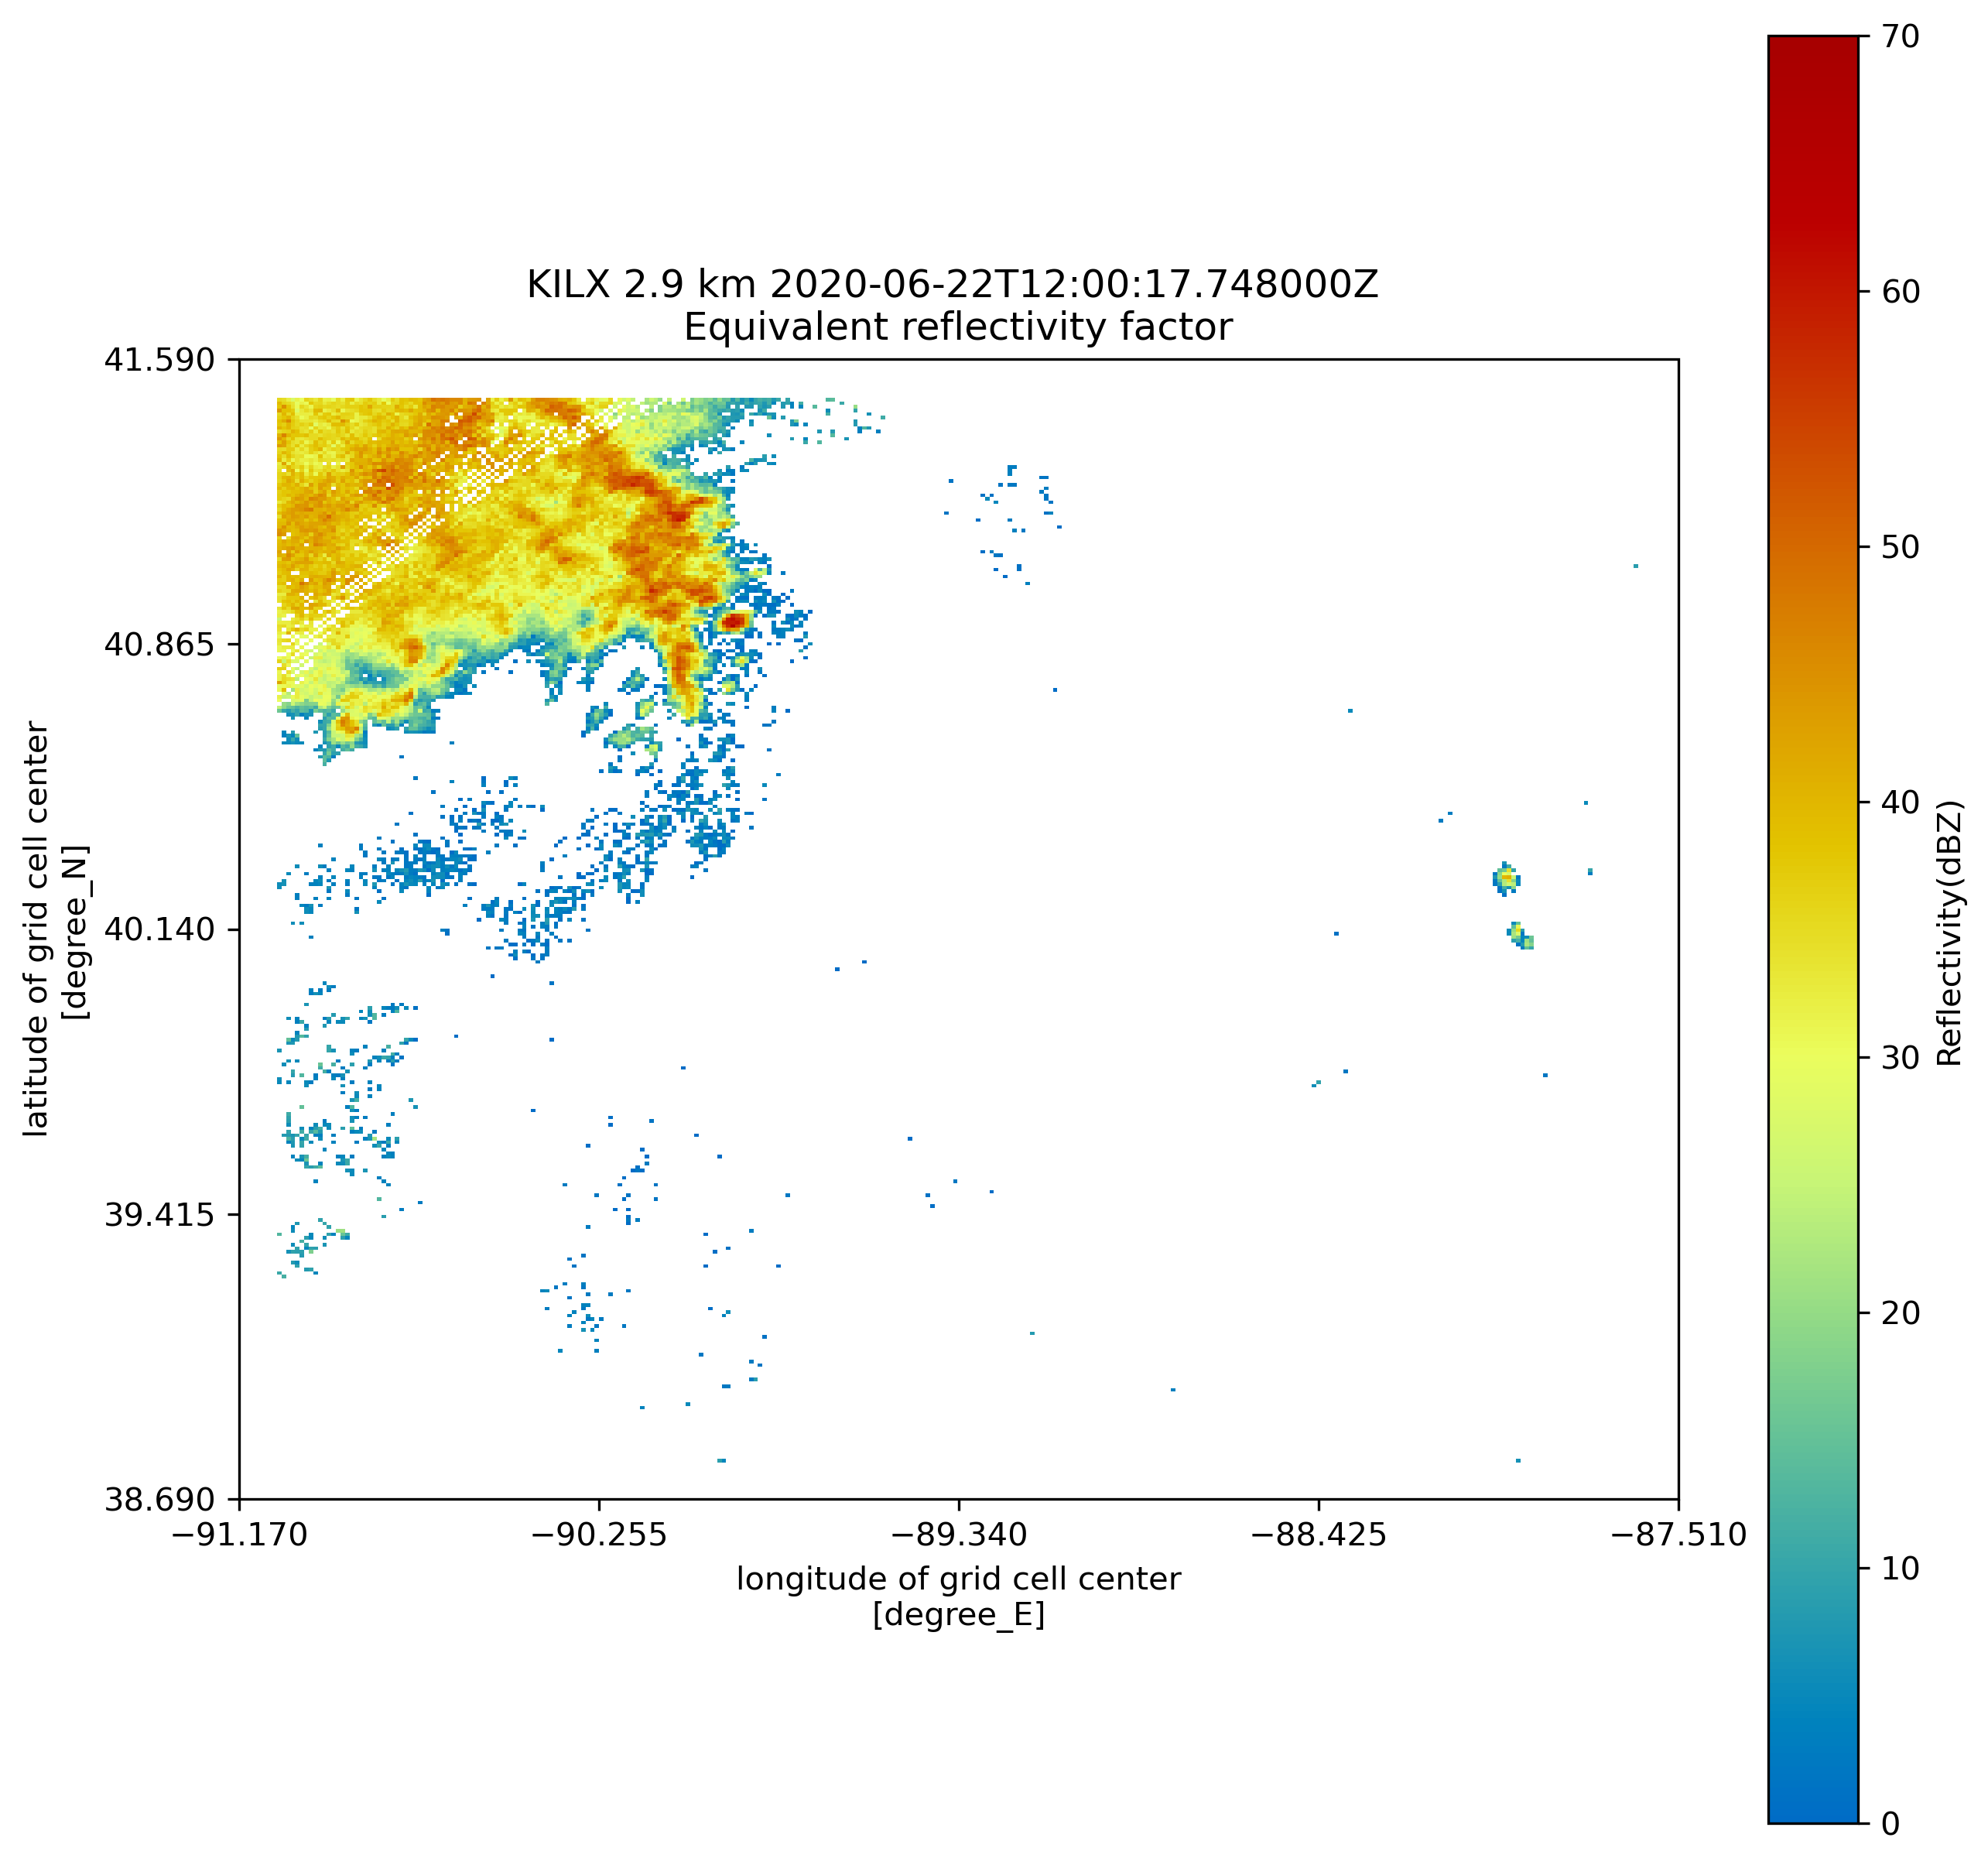 KILX 2.9 km 2020-06-22T12:00:17.748000Z
Equivalent reflectivity factor
41.590
40.865
40.140
39.415
38.690
latitude of grid cell center
[degree_N]
−91.170
−90.255
−89.340
−88.425
−87.510
longitude of grid cell center
[degree_E]
70
60
50
40
30
20
10
0
Reflectivity(dBZ)